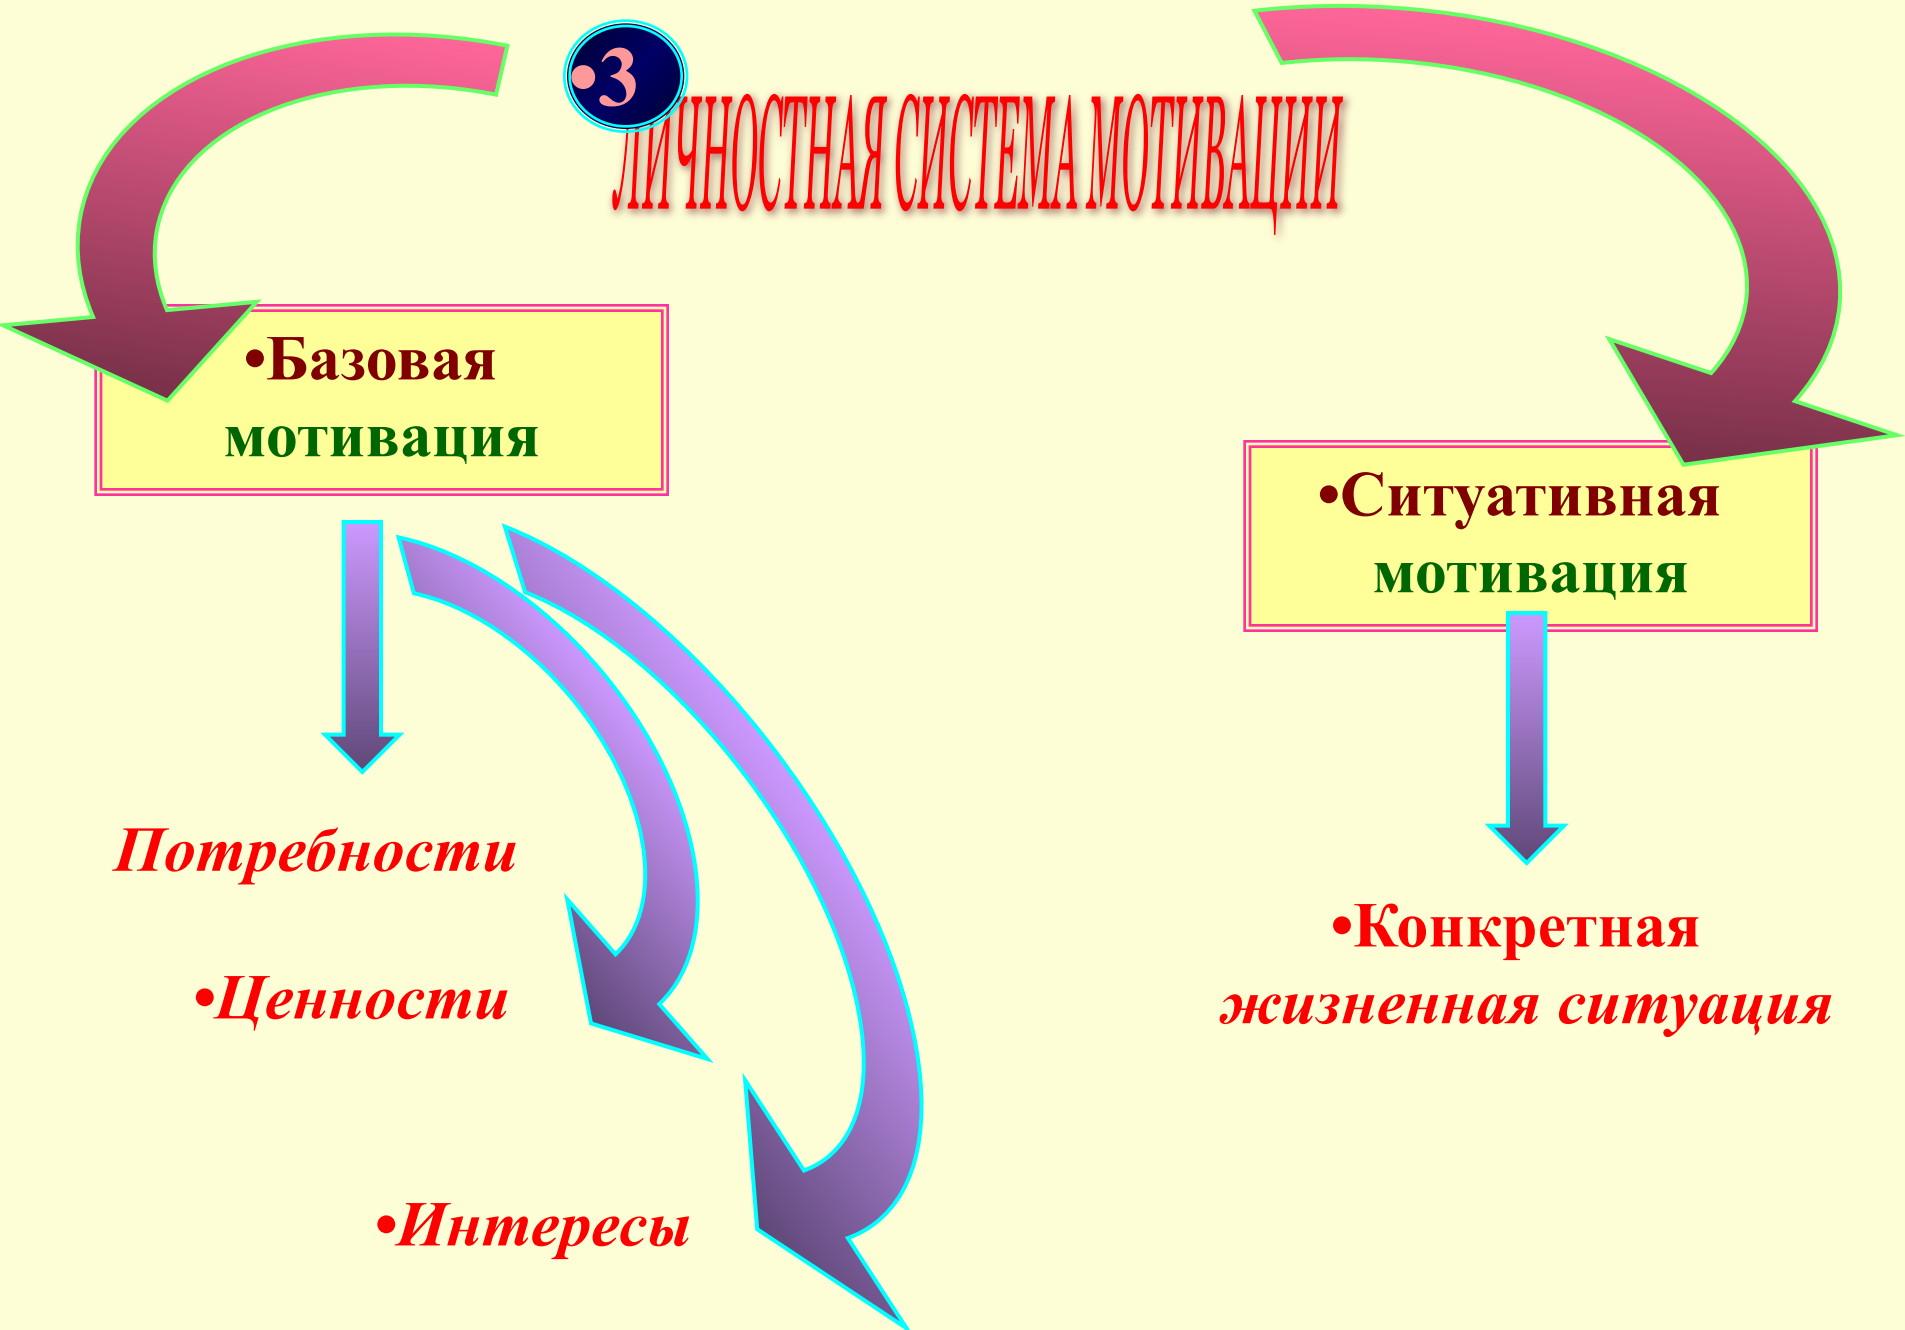 •3
ЛИЧНОСТНАЯ СИСТЕМА МОТИВАЦИИ
•Базовая
мотивация
•Ситуативная
мотивация
Потребности
•Ценности
•Интересы
•Конкретная
жизненная ситуация